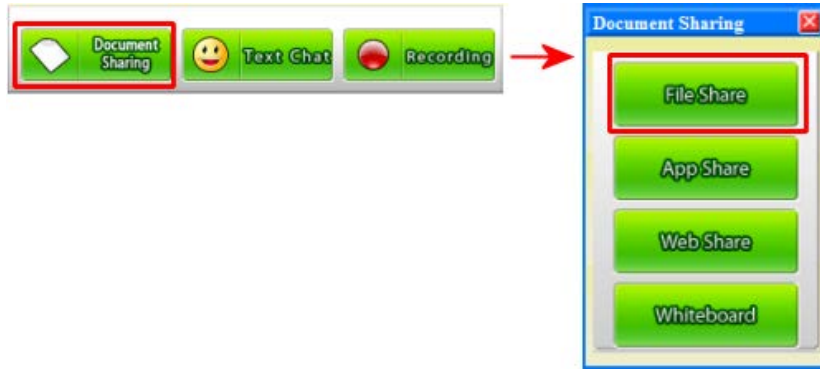 Document
Sharing
Text Chat
Recording
Document Sharing
File Share
App Share
Web Share
Whiteboard